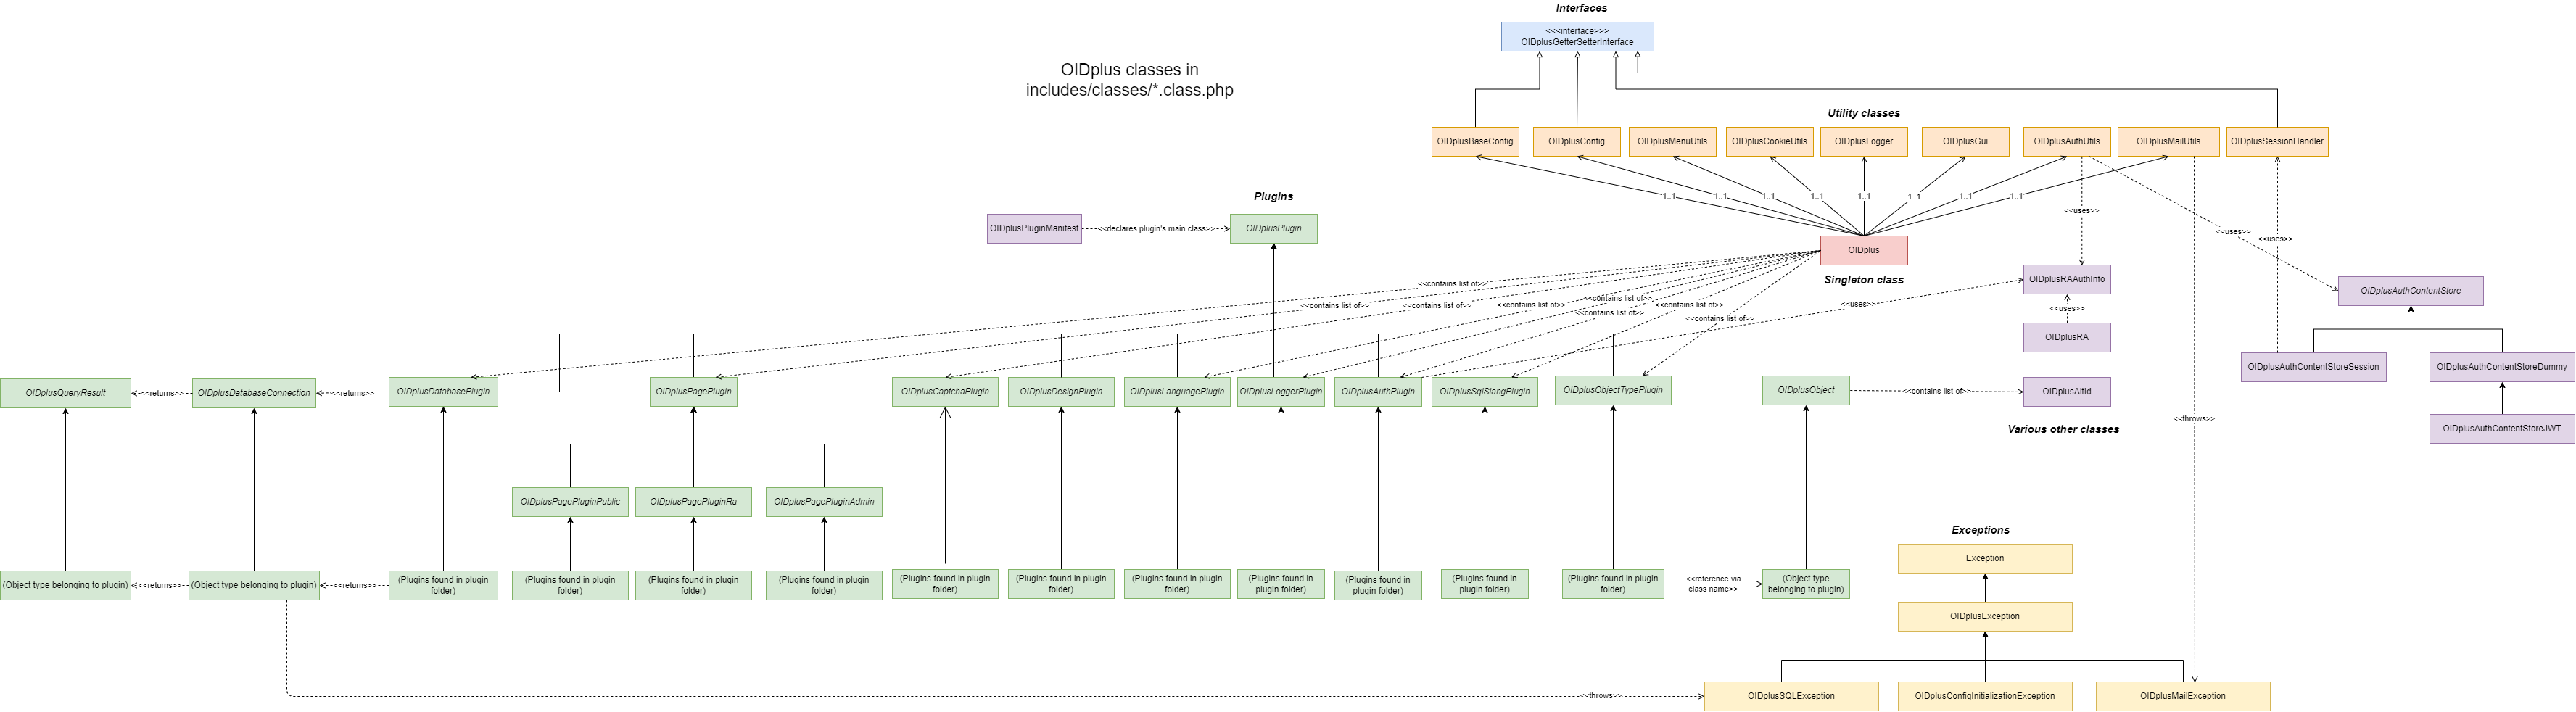 Interfaces
<<<interface>>>
OIDplusGetterSetterInterface
OIDplus classes in
includes/classes/*.class.php
Utility classes
OIDplusBaseConfig
OIDplusConfig
OIDplusMenuUtils
OIDplusCookieUtils
OIDplusLogger
OIDplusGui
OIDplusAuthUtils
OIDplusMailUtils
OIDplusSessionHandler
1..1
1..1
1..1
1..1
1..1
1..1
1..1
1..1
Plugins
OIDplusPluginManifest
<<declares plugin's main class>>
OIDplusPlugin
<<uses>>
<<uses>>
<<uses>>
OIDplus
Singleton class
OIDplusRAAuthInfo
OIDplusAuthContentStore
<<contains list of>>
<<contains list of>>
<<contains list of>>
<<contains list of>>
<<contains list of>>
<<contains list of>>
<<contains list of>>
<<contains list of>>
<<uses>>
<<uses>>
OIDplusRA
OIDplusAuthContentStoreSession
OIDplusAuthContentStoreDummy
OIDplusQueryResult
<<returns>>
OIDplusDatabaseConnection
<<returns>>
OIDplusDatabasePlugin
OIDplusPagePlugin
OIDplusCaptchaPlugin
OIDplusDesignPlugin
OIDplusLanguagePlugin
OIDplusLoggerPlugin
OIDplusAuthPlugin
OIDplusSqlSlangPlugin
OIDplusObjectTypePlugin
OIDplusObject
<<contains list of>>
OIDplusAltId
<<throws>>
Various other classes
OIDplusAuthContentStoreJWT
OIDplusPagePluginPublic
OIDplusPagePluginRa
OIDplusPagePluginAdmin
Exceptions
Exception
(Object type belonging to plugin)
<<returns>>
(Object type belonging to plugin)
<<returns>>
(Plugins found in plugin
folder)
(Plugins found in plugin
folder)
(Plugins found in plugin
folder)
(Plugins found in plugin
folder)
(Plugins found in plugin
folder)
(Plugins found in plugin
folder)
(Plugins found in plugin
folder)
(Plugins found in
plugin folder)
(Plugins found in
plugin folder)
(Plugins found in
plugin folder)
(Plugins found in plugin
folder)
<<reference via
class name>>
(Object type
belonging to plugin)
OIDplusException
<<throws>>
OIDplusSQLException
OIDplusConfigInitializationException
OIDplusMailException